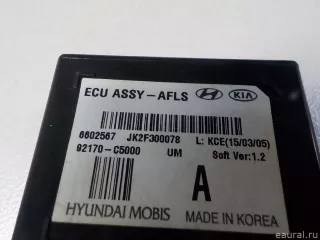 ECU ASSY-AFLS HYUNDAI KIA
6602567 JK2F300078 L: KCE(15/03/05)
92170-C5000 UM Soft Ver:1.2
A
HYUNDAI MOBIS MADE IN KOREA
eaural.ru